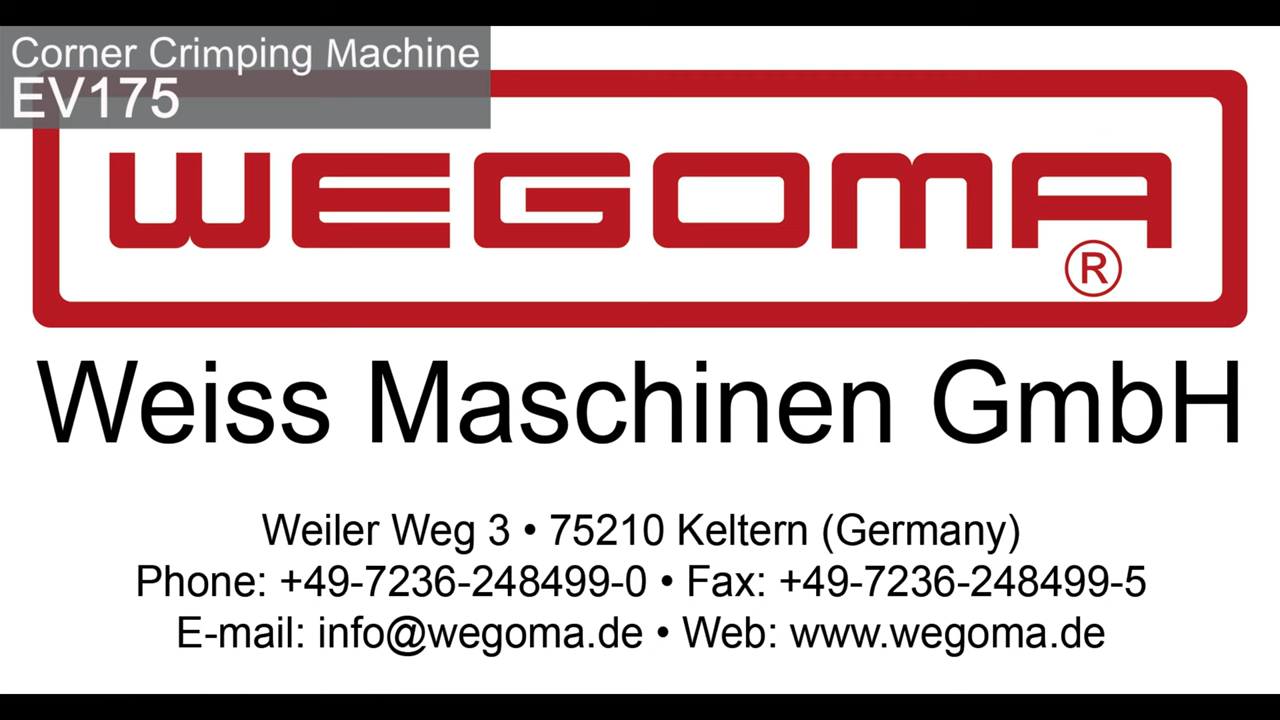 Corner Crimping Machine
EV175
WEGOMA
®
Weiss Maschinen GmbH
Weiler Weg 3 • 75210 Keltern (Germany)
Phone: +49-7236-248499-0 • Fax: +49-7236-248499-5
E-mail: info@wegoma.de • Web: www.wegoma.de